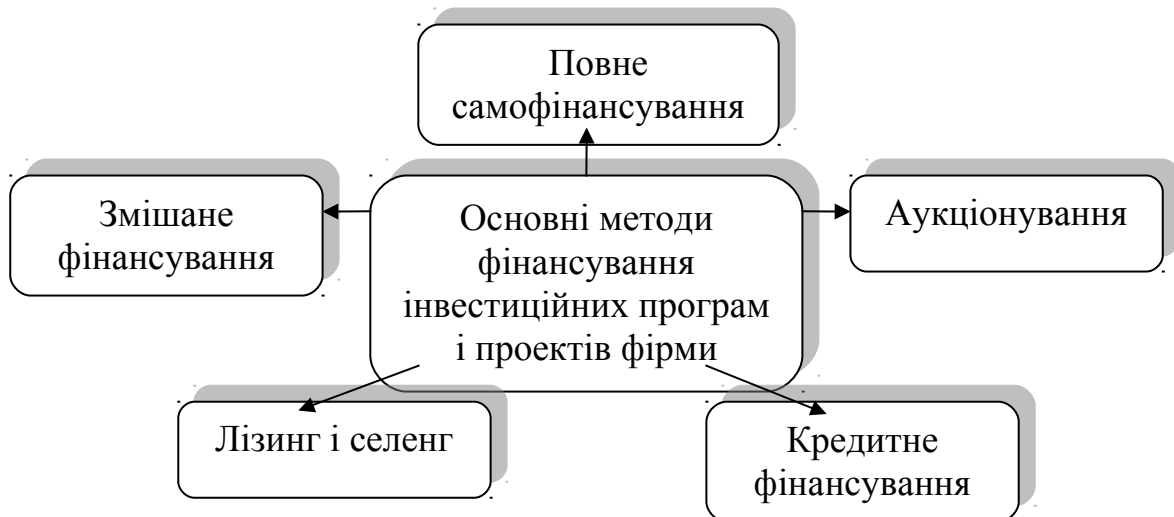 Повне
самофінансування
Змішане
фінансування
Основні методи
фінансування
інвестиційних програм
і проектів фірми
Аукціонування
Лізинг і селенг
Кредитне
фінансування